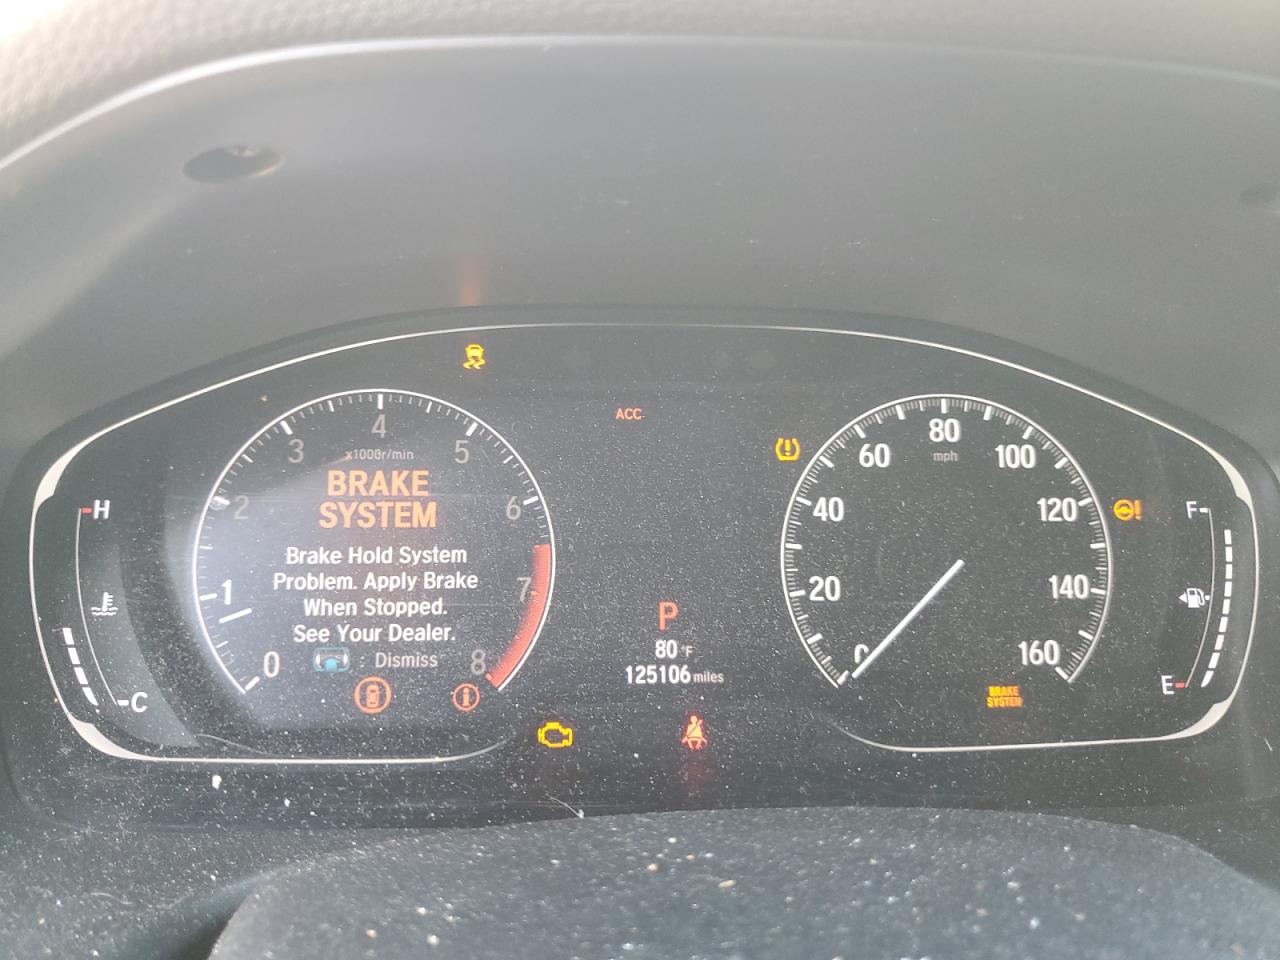 ACC
4
3
5
x1000r/min
2
6
BRAKE
SYSTEM
Brake Hold System
Problem. Apply Brake
When Stopped.
See Your Dealer.
: Dismiss
1
7
0
8
H
C
P
80°F
125106 miles
80
mph
60
100
40
120
20
140
0
160
BRAKE
SYSTEM
F
E